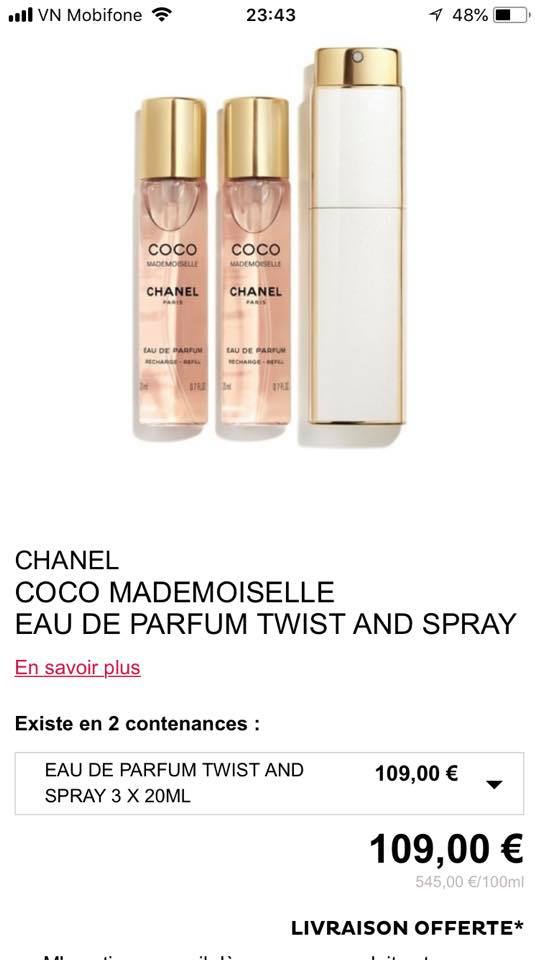 VN Mobifone 23:43 48%
COCO COCO
MADEMOISELLE MADEMOISELLE
CHANEL CHANEL
PARIS PARIS
EAU DE PARFUM EAU DE PARFUM
RECHARGE - REFILL RECHARGE - REFILL
CHANEL
COCO MADEMOISELLE
EAU DE PARFUM TWIST AND SPRAY
En savoir plus
Existe en 2 contenances :
EAU DE PARFUM TWIST AND 109,00 €
SPRAY 3 X 20ML
109,00 €
545,00 €/100ml
LIVRAISON OFFERTE*